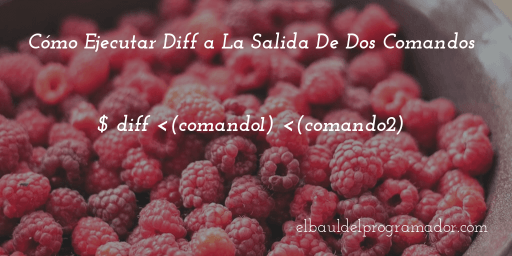 Cómo Ejecutar Diff a La Salida De Dos Comandos
$ diff <(comando1) <(comando2)
elbauldelprogramador.com